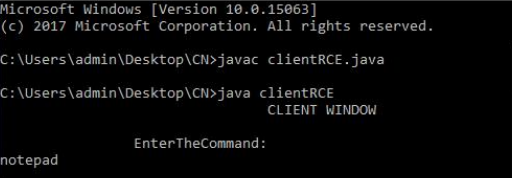 Microsoft Windows [Version 10.0.15063]
(c) 2017 Microsoft Corporation. All rights reserved.
C:\Users\admin\Desktop\CN>javac clientRCE.java
C:\Users\admin\Desktop\CN>java clientRCE
CLIENT WINDOW
EnterTheCommand:
notepad